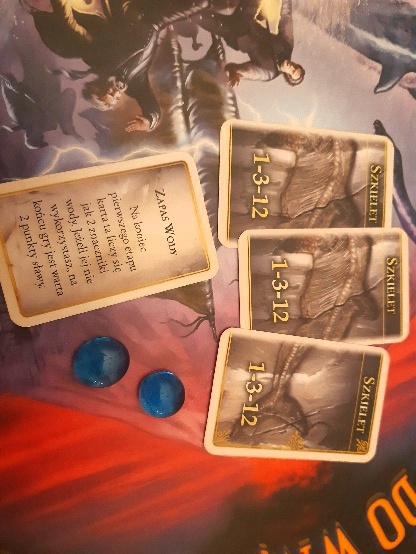 ZAPAS WODY
Na koniec
pierwszego etapu
karta ta liczy się
jak 2 znaczniki
wody. Jeżeli jej nie
wykorzystasz, na
końcu gry jest warta
2 punkty sławy.
SZKIELET
1-3-12
SZKIELET
1-3-12
SZKIELET
1-3-12
DO